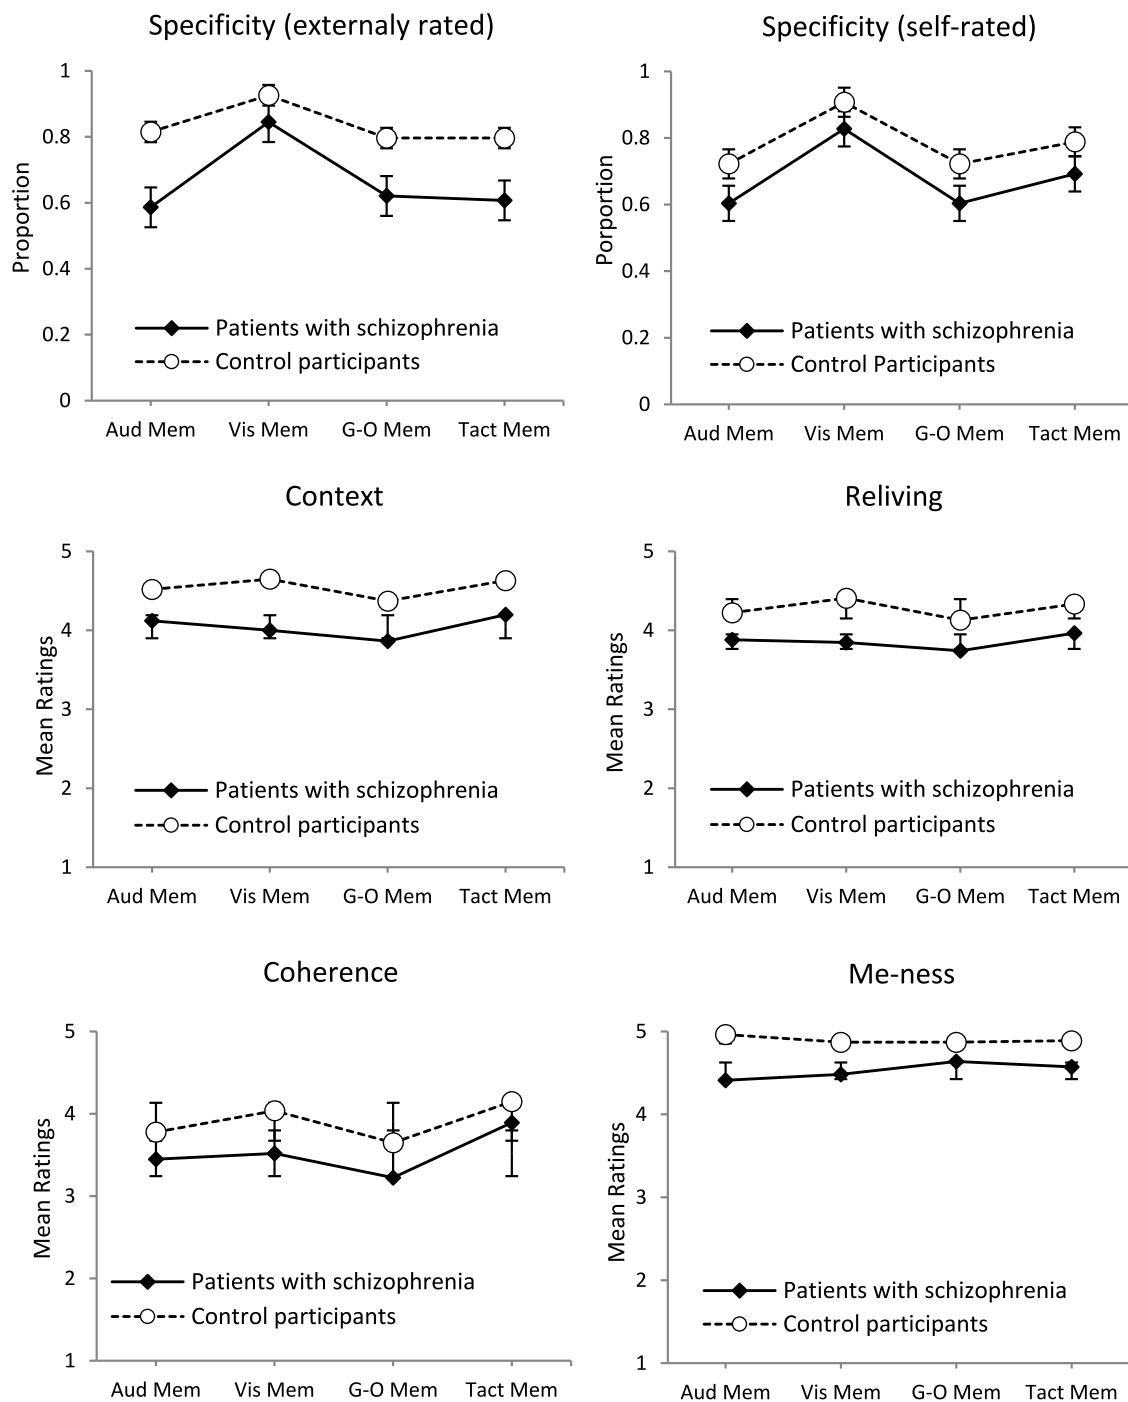 Specificity (externaly rated)
1
0.8
0.6
0.4
0.2
0
Proportion
Patients with schizophrenia
Control participants
Aud Mem Vis Mem G-O Mem Tact Mem
Specificity (self-rated)
1
0.8
0.6
0.4
0.2
0
Porportion
Patients with schizophrenia
Control Participants
Aud Mem Vis Mem G-O Mem Tact Mem
Context
5
4
3
2
1
Mean Ratings
Patients with schizophrenia
Control participants
Aud Mem Vis Mem G-O Mem Tact Mem
Reliving
5
4
3
2
1
Mean Ratings
Patients with schizophrenia
Control participants
Aud Mem Vis Mem G-O Mem Tact Mem
Coherence
5
4
3
2
1
Mean Ratings
Patients with schizophrenia
Control participants
Aud Mem Vis Mem G-O Mem Tact Mem
Me-ness
5
4
3
2
1
Mean Ratings
Patients with schizophrenia
Control participants
Aud Mem Vis Mem G-O Mem Tact Mem